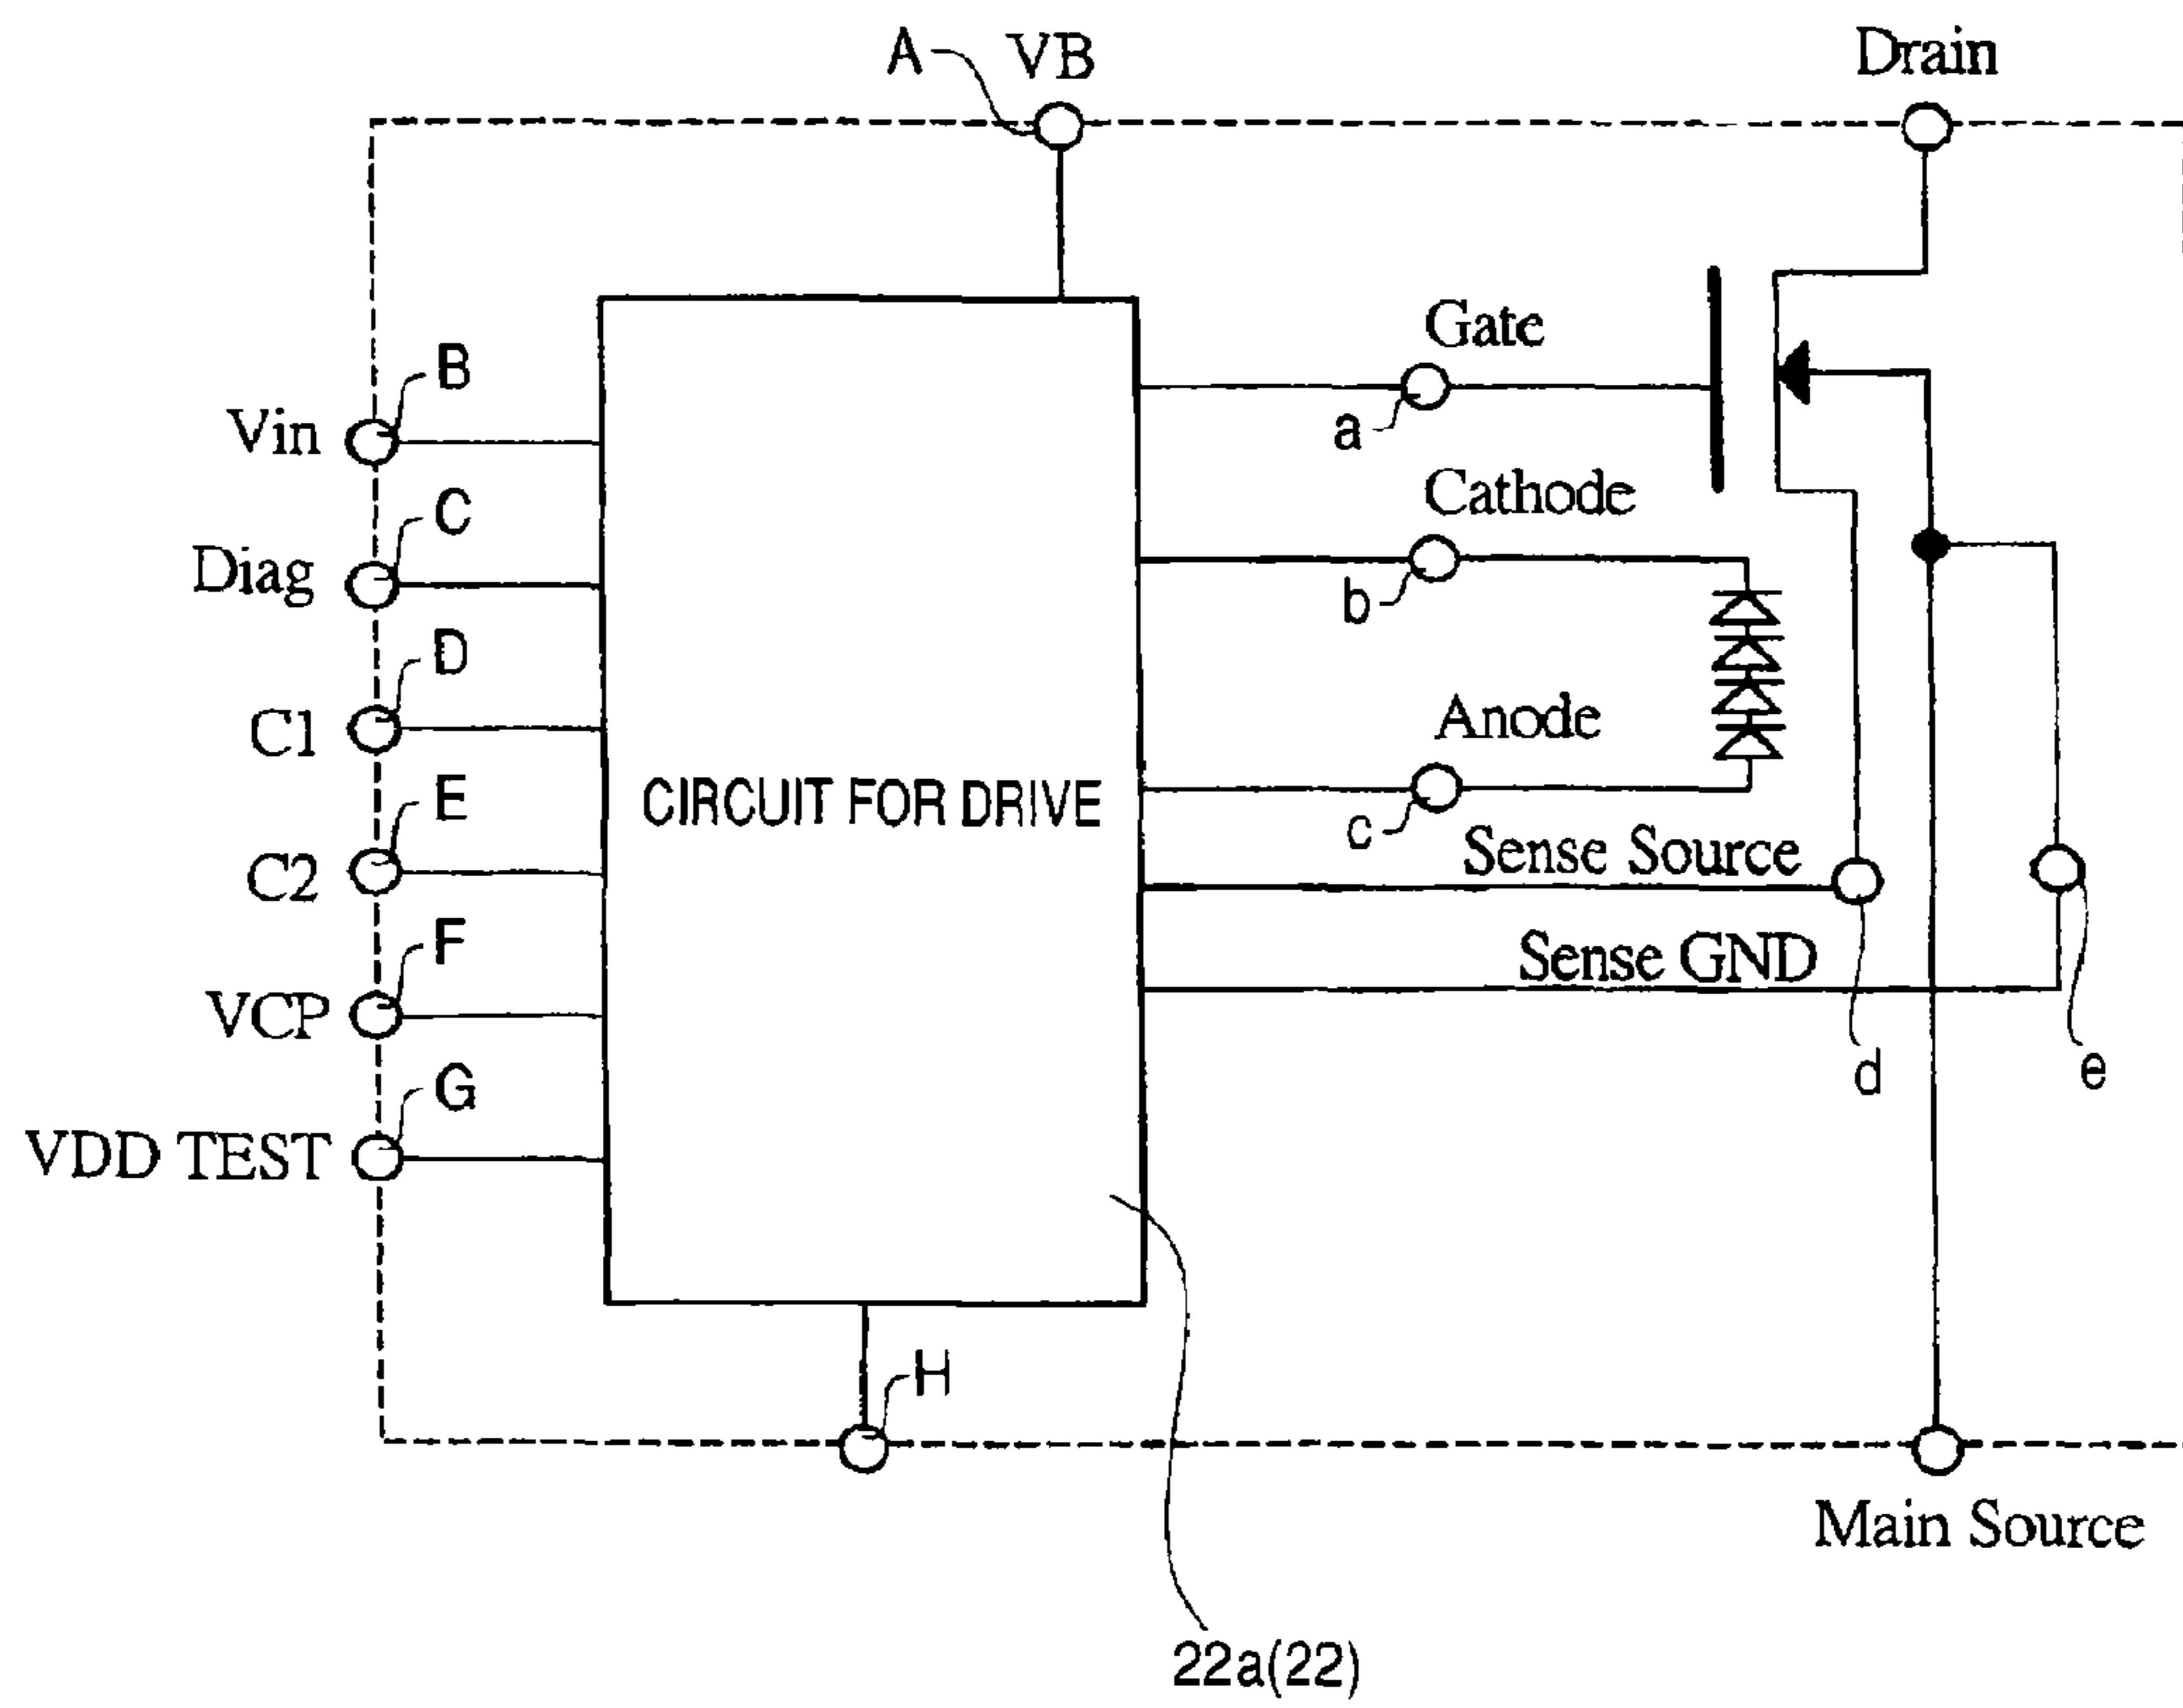 A VB Drain
B
Vin
Gate
a
C
Cathode
Diag
b
D
C1
Anode
E
CIRCUIT FOR DRIVE
c
C2
Sense Source
F
Sense GND
VCP
d e
G
VDD TEST
H
Main Source
22a(22)